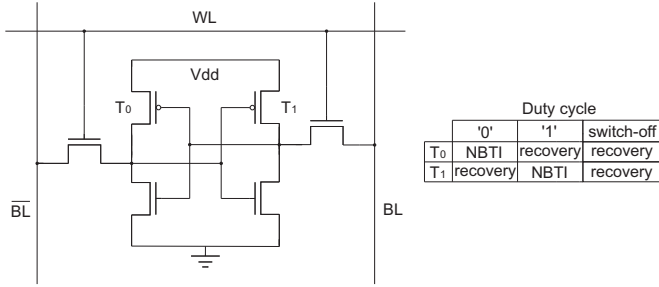 WL
Vdd
T0
T1
BL
BL
Duty cycle
'0' '1' switch-off
T0 NBTI recovery recovery
T1 recovery NBTI recovery